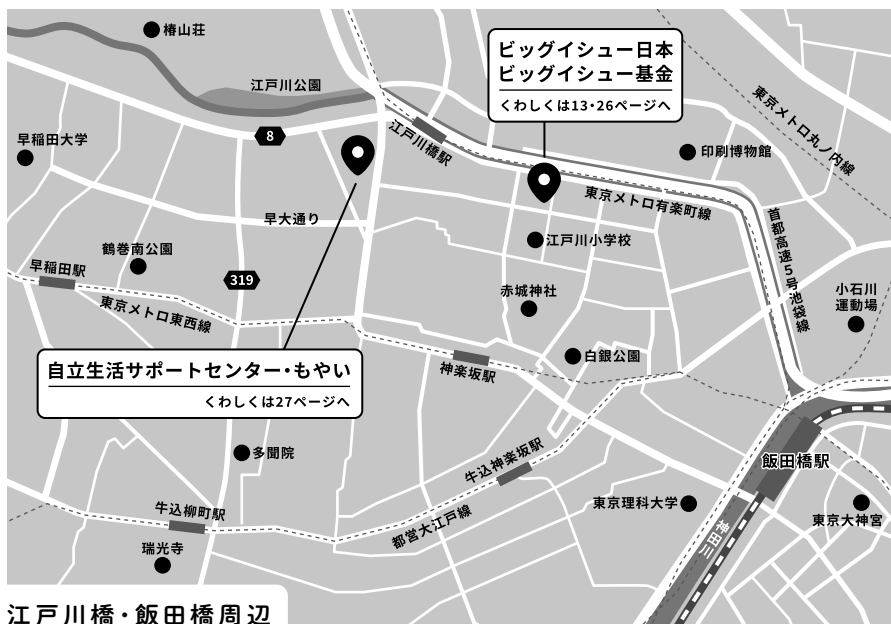 椿山荘
江戸川公園
ビッグイシュー日本
ビッグイシュー基金
くわしくは13・26ページへ
東京メトロ丸ノ内線
早稲田大学
8
江戸川橋駅
印刷博物館
東京メトロ有楽町線
早大通り
首都高速5号池袋線
江戸川小学校
鶴巻南公園
早稲田駅
319
東京メトロ東西線
赤城神社
小石川
運動場
白銀公園
神楽坂駅
自立生活サポートセンター・もやい
くわしくは27ページへ
多聞院
牛込神楽坂駅
飯田橋駅
東京理科大学
東京大神宮
牛込柳町駅
都営大江戸線
神田川
瑞光寺
江戸川橋・飯田橋周辺